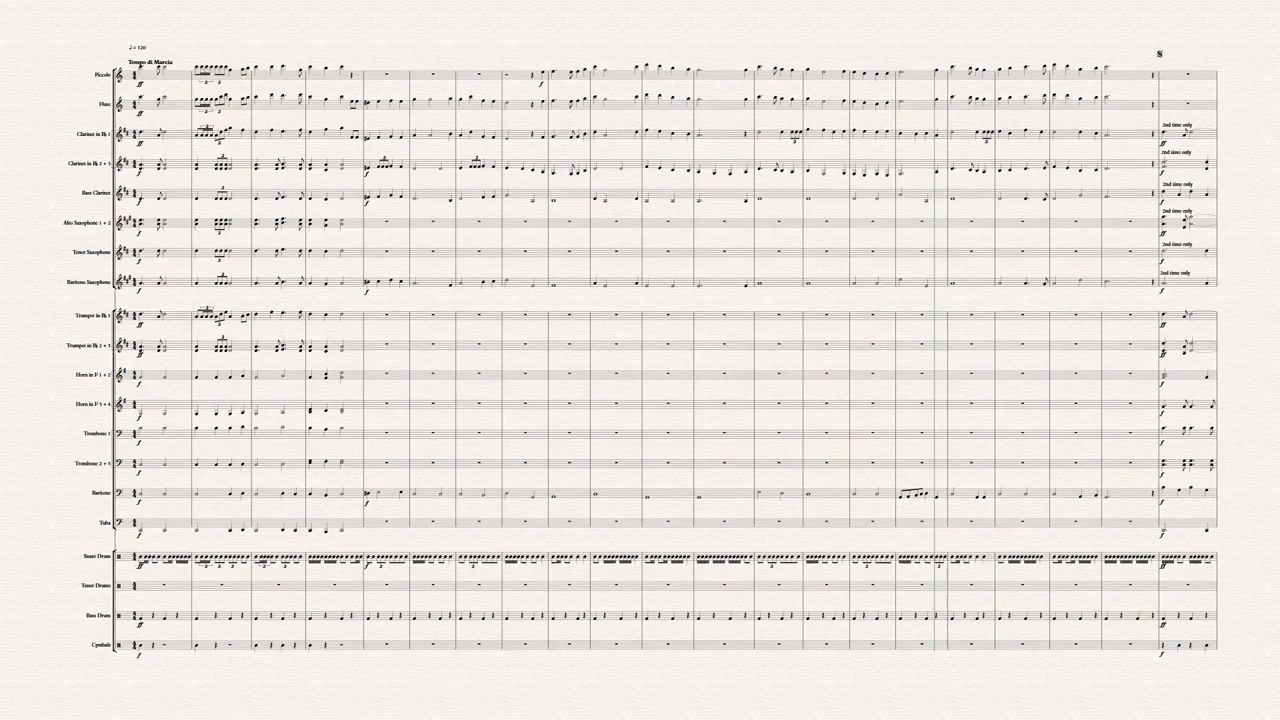 ♩ = 120
Tempo di Marcia
Piccolo
Flute
Clarinet in B♭ 1
2nd time only
Clarinet in B♭ 2 + 3
2nd time only
Bass Clarinet
2nd time only
Alto Saxophone 1 + 2
2nd time only
Tenor Saxophone
2nd time only
Baritone Saxophone
2nd time only
Trumpet in B♭ 1
Trumpet in B♭ 2 + 3
Horn in F 1 + 2
Horn in F 3 + 4
Trombone 1
Trombone 2 + 3
Baritone
Tuba
Snare Drum
Tenor Drums
Bass Drum
Cymbals